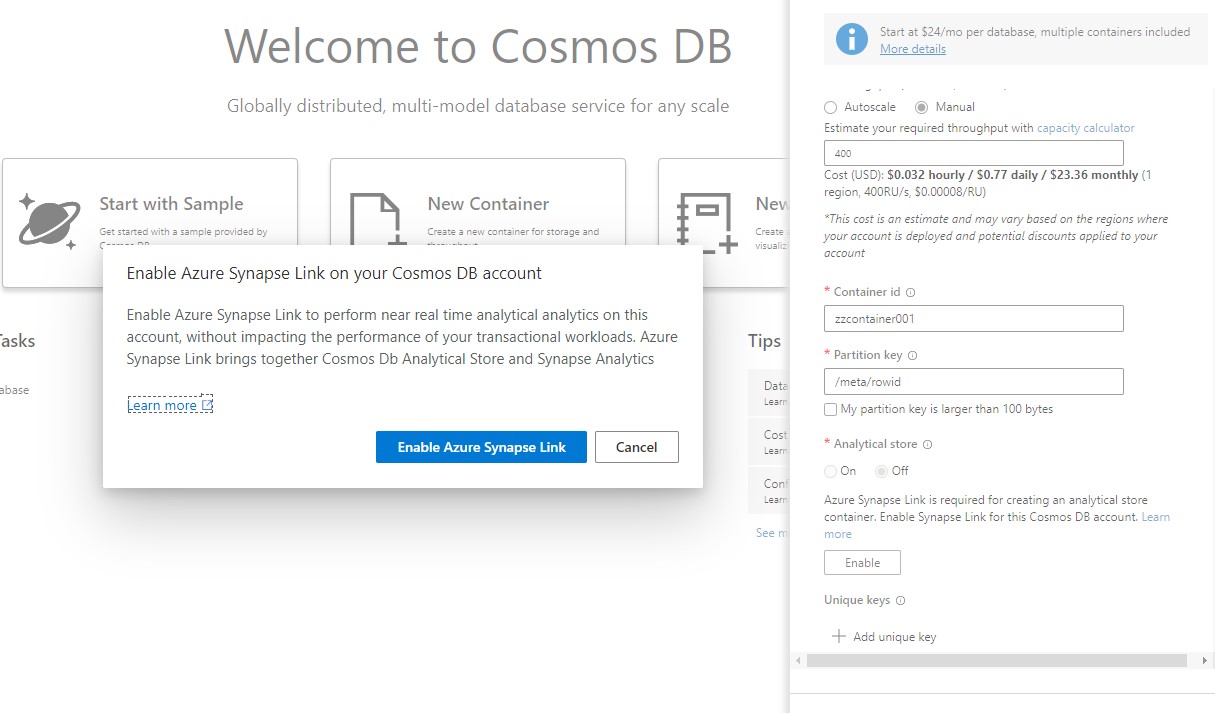 Welcome to Cosmos DB
Globally distributed, multi-model database service for any scale
Start with Sample
Get started with a sample provided by
Cosmos DB
New Container
Create a new container for storage and
throughput
New
Create
visualiz
Enable Azure Synapse Link on your Cosmos DB account
Enable Azure Synapse Link to perform near real time analytical analytics on this
account, without impacting the performance of your transactional workloads. Azure
Synapse Link brings together Cosmos Db Analytical Store and Synapse Analytics
Learn more
Enable Azure Synapse Link
Cancel
Tasks
abase
Tips
Data
Learn
Cost
Learn
Conf
Learn
See m
Start at $24/mo per database, multiple containers included
More details
Autoscale
Manual
Estimate your required throughput with capacity calculator
400
Cost (USD): $0.032 hourly / $0.77 daily / $23.36 monthly (1
region, 400RU/s, $0.00008/RU)
*This cost is an estimate and may vary based on the regions where
your account is deployed and potential discounts applied to your
account
* Container id
zzcontainer001
* Partition key
/meta/rowid
My partition key is larger than 100 bytes
* Analytical store
On
Off
Azure Synapse Link is required for creating an analytical store
container. Enable Synapse Link for this Cosmos DB account. Learn
more
Enable
Unique keys
Add unique key